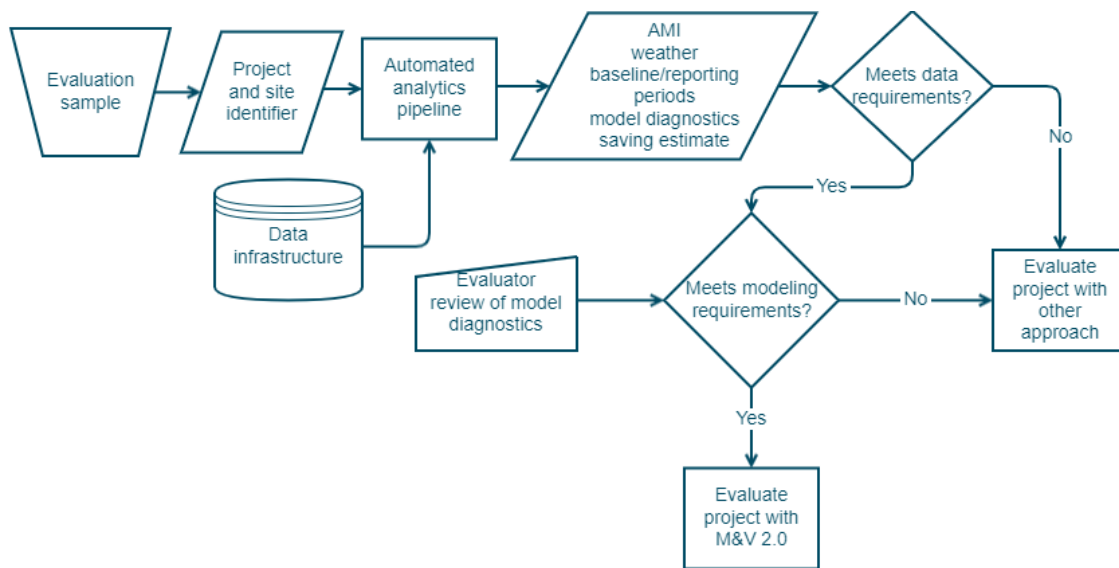 Evaluation
sample
Project
and site
identifier
Automated
analytics
pipeline
AMI
weather
baseline/reporting
periods
model diagnostics
saving estimate
Meets data
requirements?
No
Yes
Data
infrastructure
Evaluator
review of model
diagnostics
Meets modeling
requirements?
No
Evaluate
project with
other
approach
Yes
Evaluate
project with
M&V 2.0